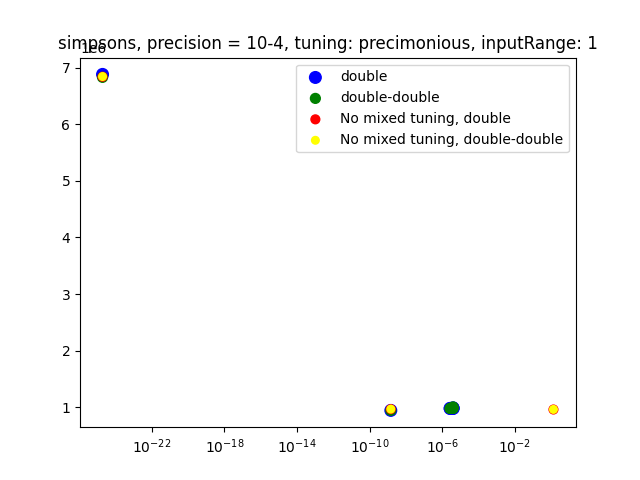 simpsons, precision = 10-4, tuning: precimonious, inputRange: 1
1e6
7
6
5
4
3
2
1
double
double-double
No mixed tuning, double
No mixed tuning, double-double
10⁻²² 10⁻¹⁸ 10⁻¹⁴ 10⁻¹⁰ 10⁻⁶ 10⁻²